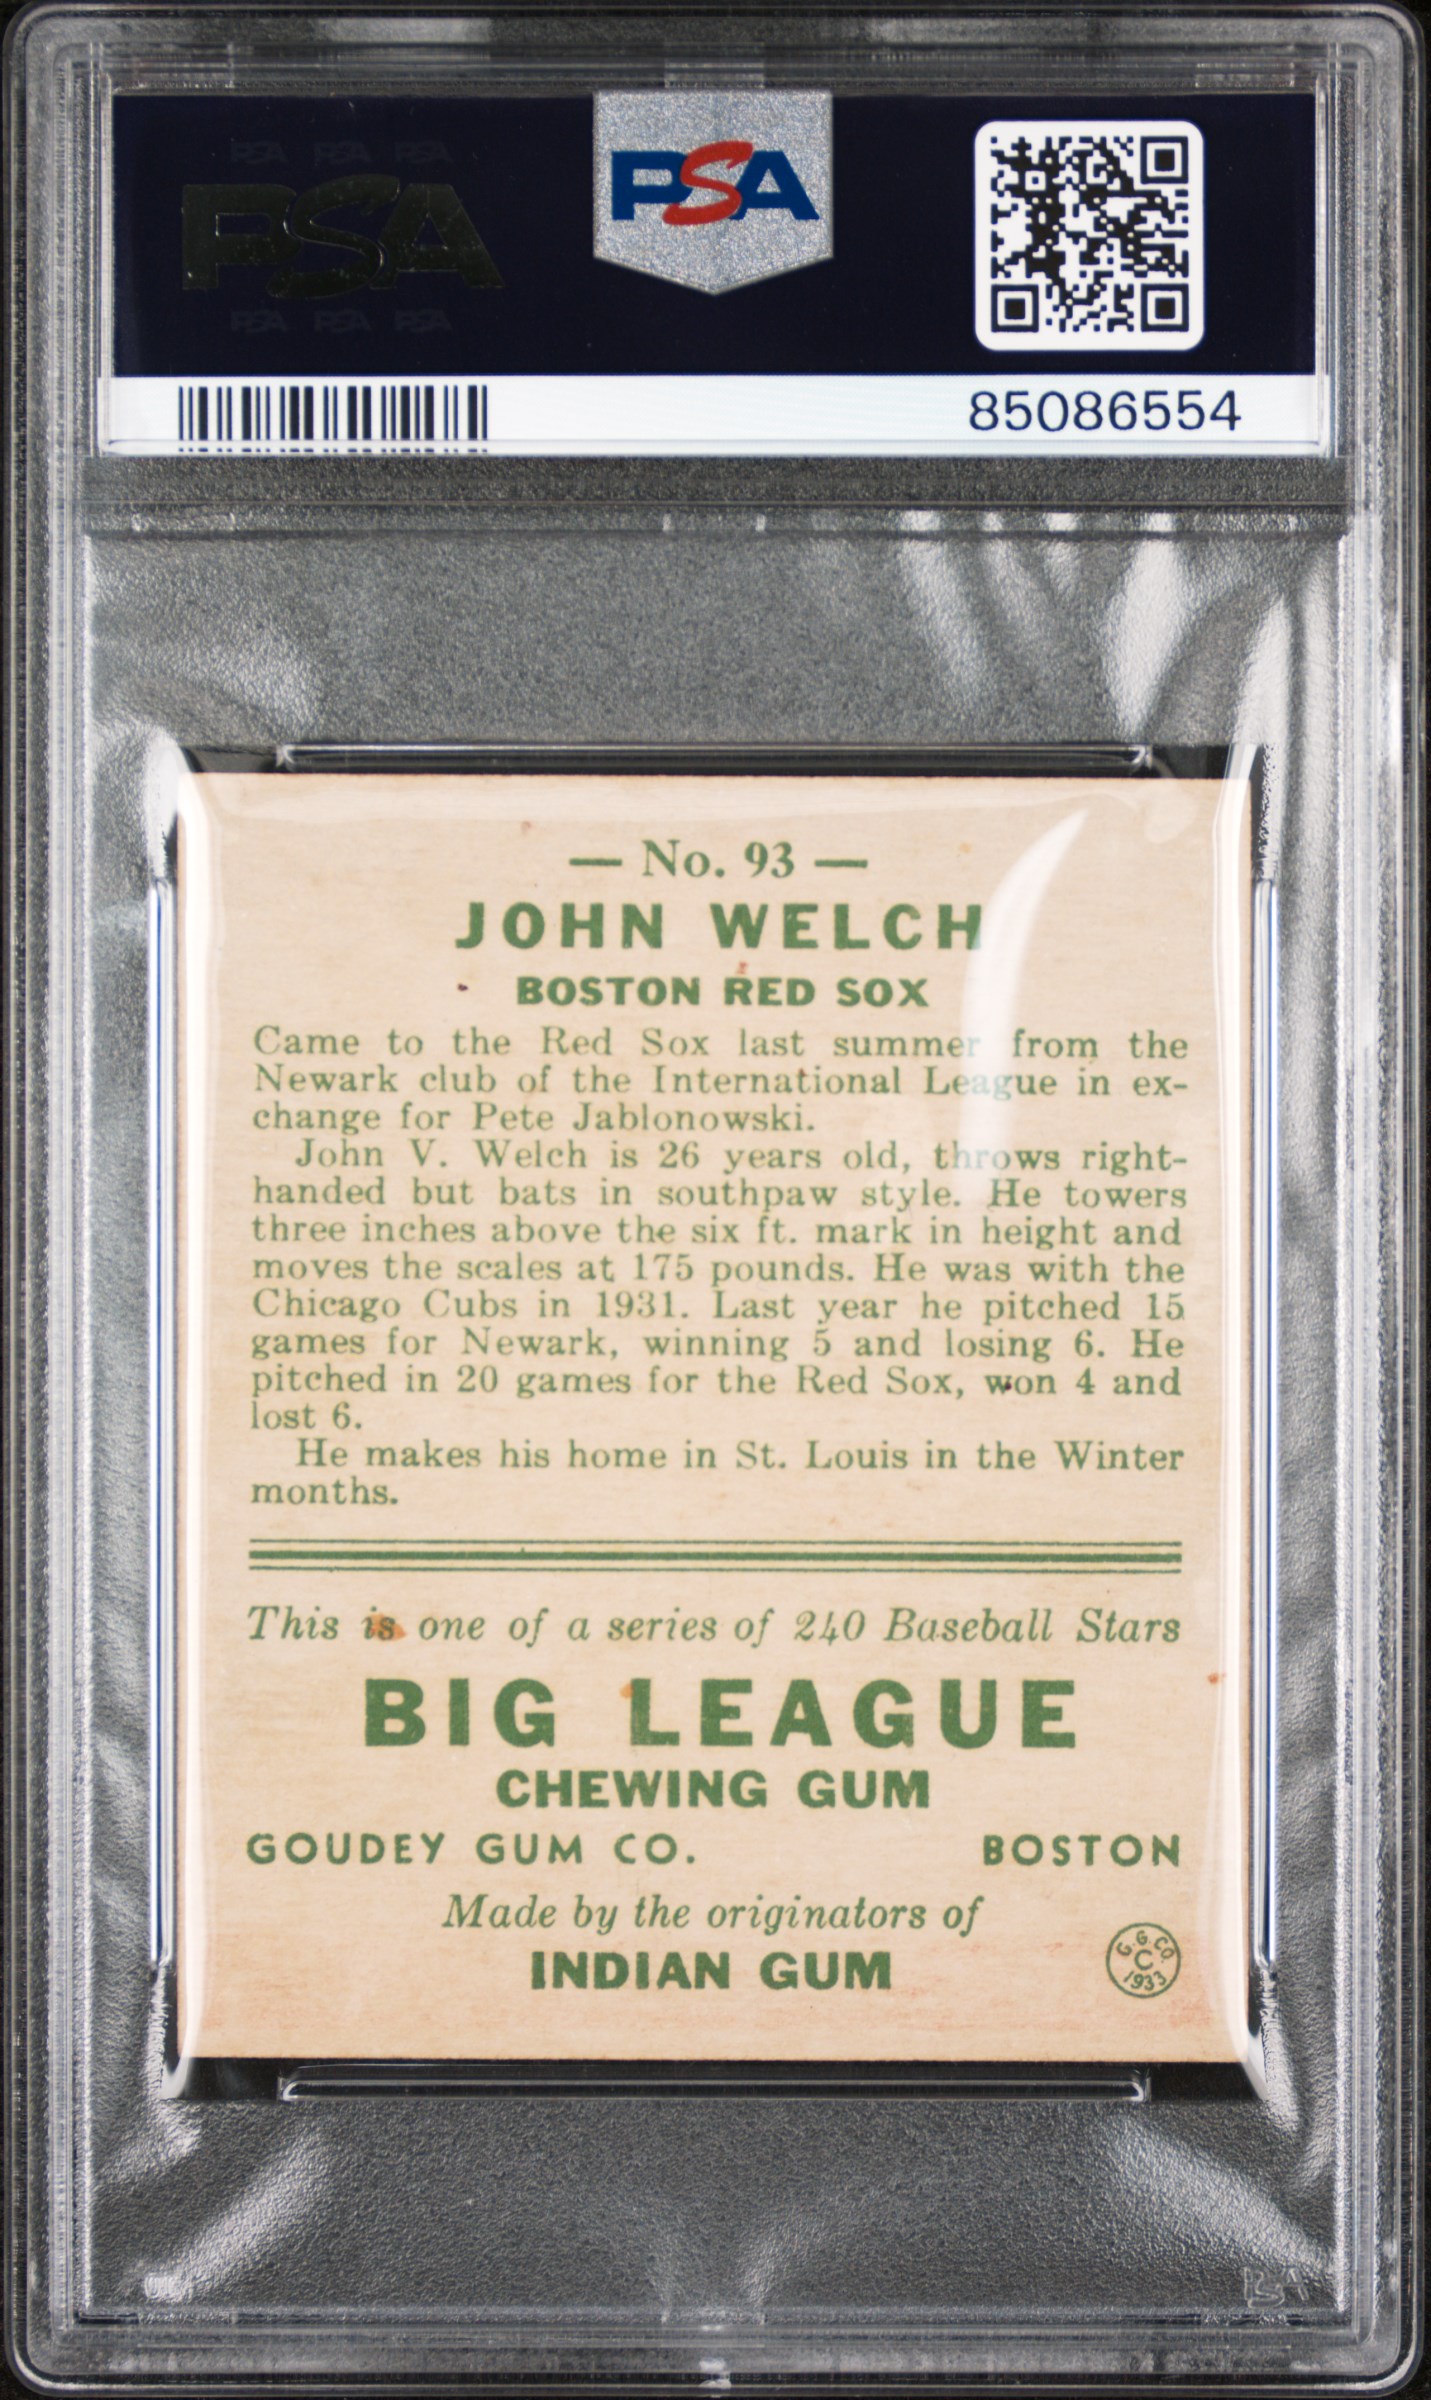 PSA PSA PSA
PSA
PSA PSA PSA
PSA
85086554
— No. 93 —
JOHN WELCH
BOSTON RED SOX
Came to the Red Sox last summer from the
Newark club of the International League in ex-
change for Pete Jablonowski.
John V. Welch is 26 years old, throws right-
handed but bats in southpaw style. He towers
three inches above the six ft. mark in height and
moves the scales at 175 pounds. He was with the
Chicago Cubs in 1931. Last year he pitched 15
games for Newark, winning 5 and losing 6. He
pitched in 20 games for the Red Sox, won 4 and
lost 6.
He makes his home in St. Louis in the Winter
months.
This is one of a series of 240 Baseball Stars
BIG LEAGUE
CHEWING GUM
GOUDEY GUM CO. BOSTON
Made by the originators of
INDIAN GUM
G. G. CO.
C
1933
PSA